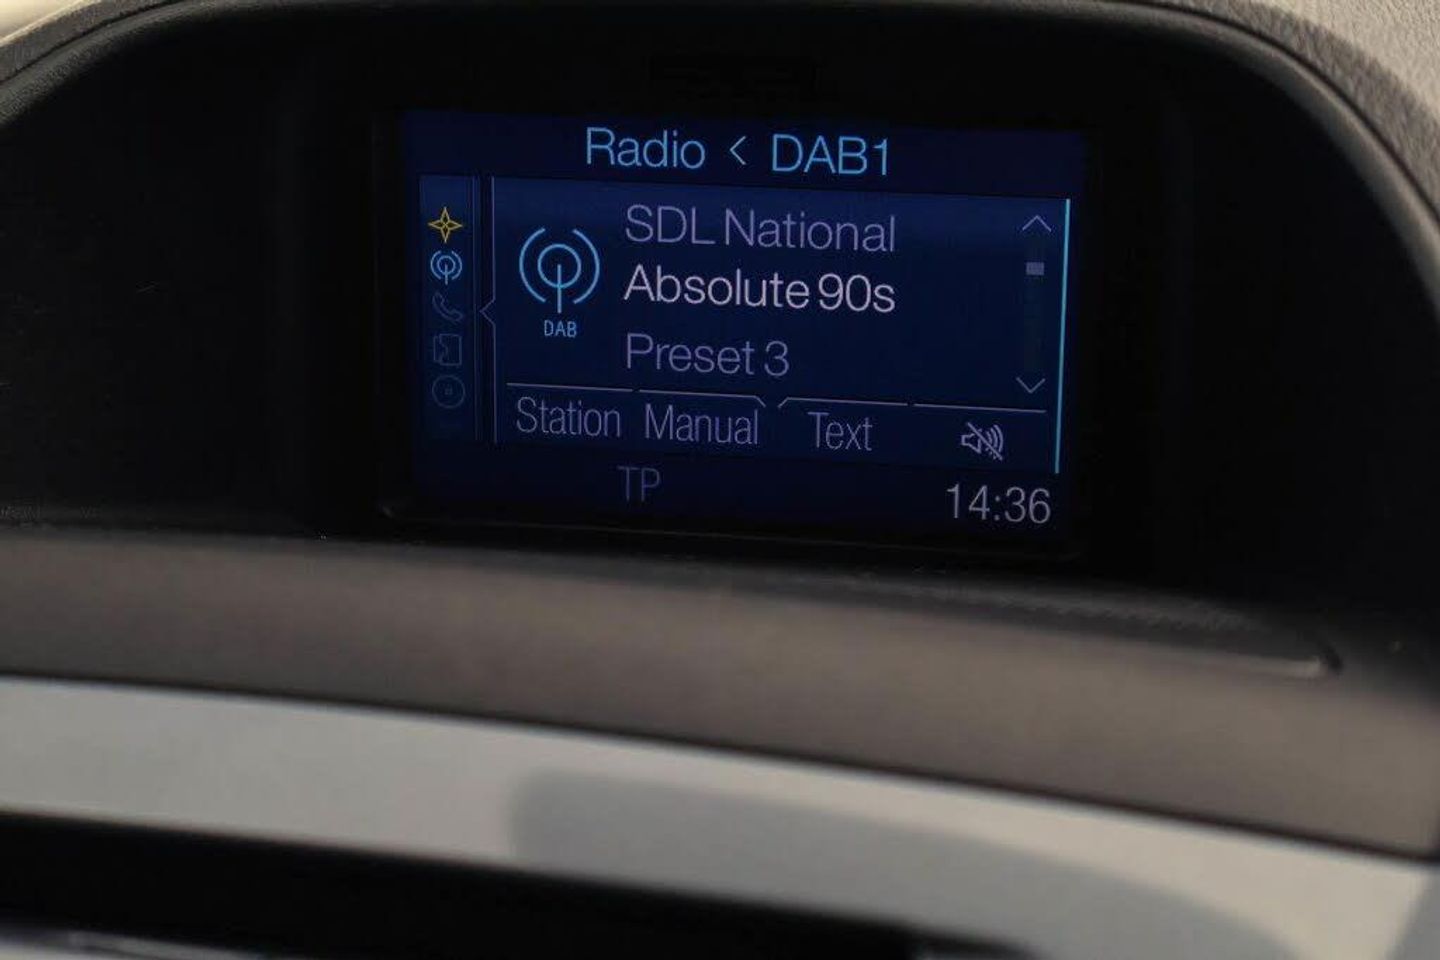 Radio < DAB1
SDL National
Absolute 90s
DAB
Preset 3
Station Manual Text
TP
14:36